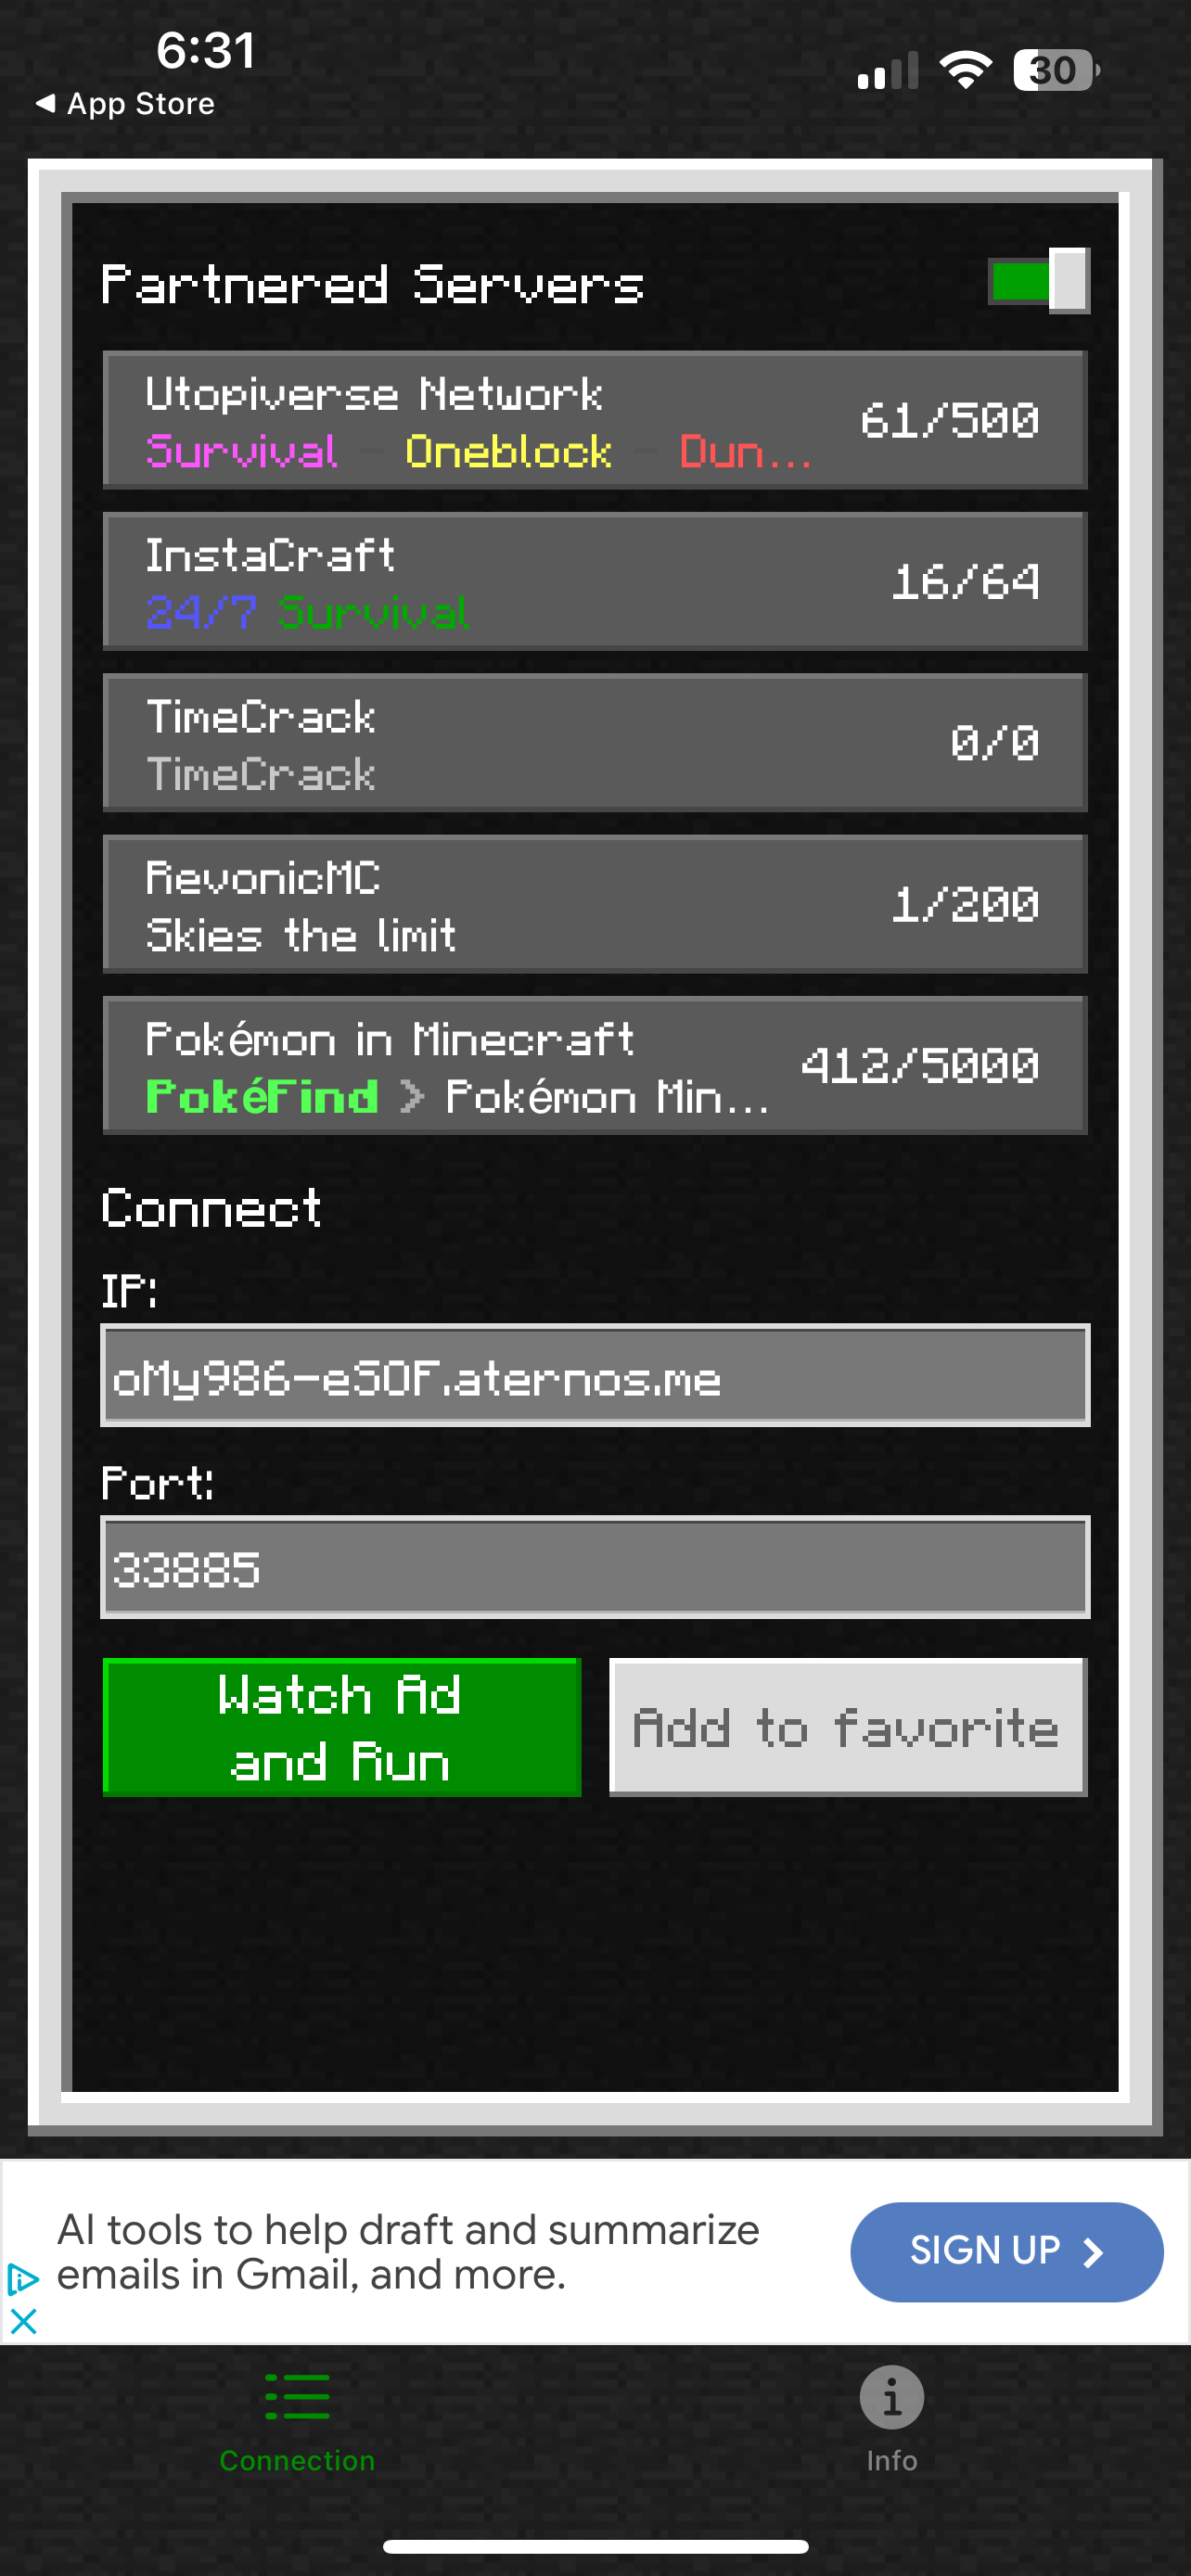 6:31
30
App Store
Partnered Servers
Utopiverse Network
61/500
Survival - Oneblock - Dun...
InstaCraft
16/64
24/7 Survival
TimeCrack
0/0
TimeCrack
RevonicMC
1/200
Skies the limit
Pokémon in Minecraft
412/5000
PokéFind > Pokémon Min...
Connect
IP:
oMy986-eSOF.aternos.me
Port:
33885
Watch Ad
and Run
Add to favorite
AI tools to help draft and summarize
emails in Gmail, and more.
SIGN UP >
Connection
Info